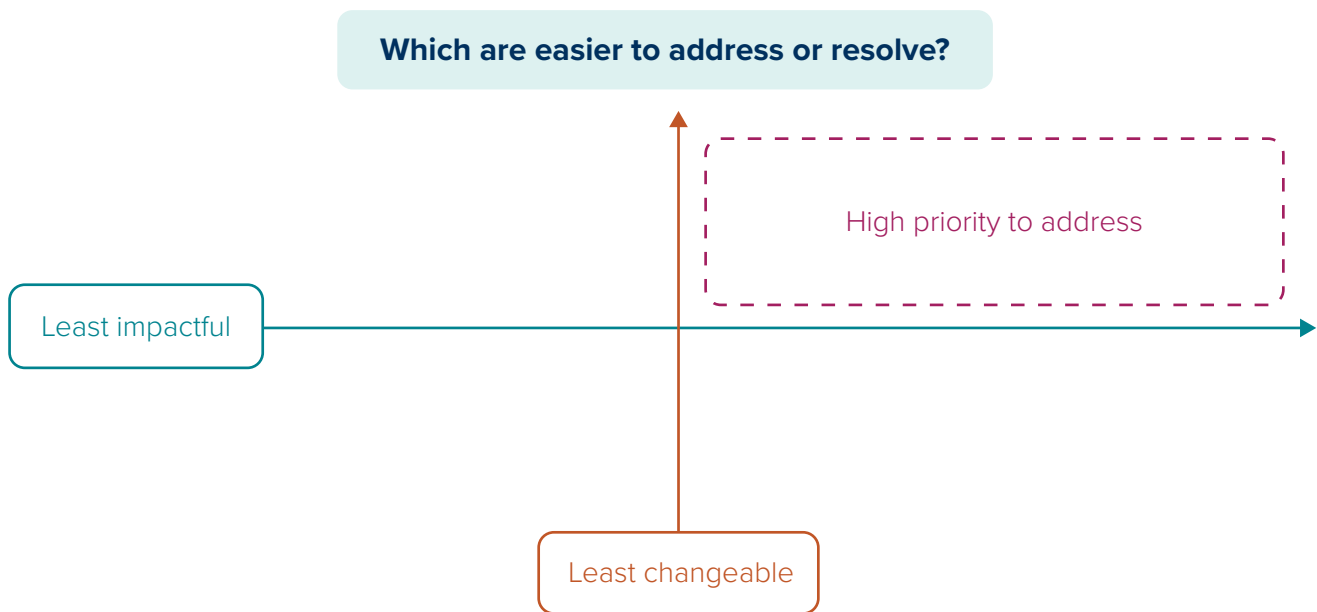 Which are easier to address or resolve?
High priority to address
Least impactful
Least changeable